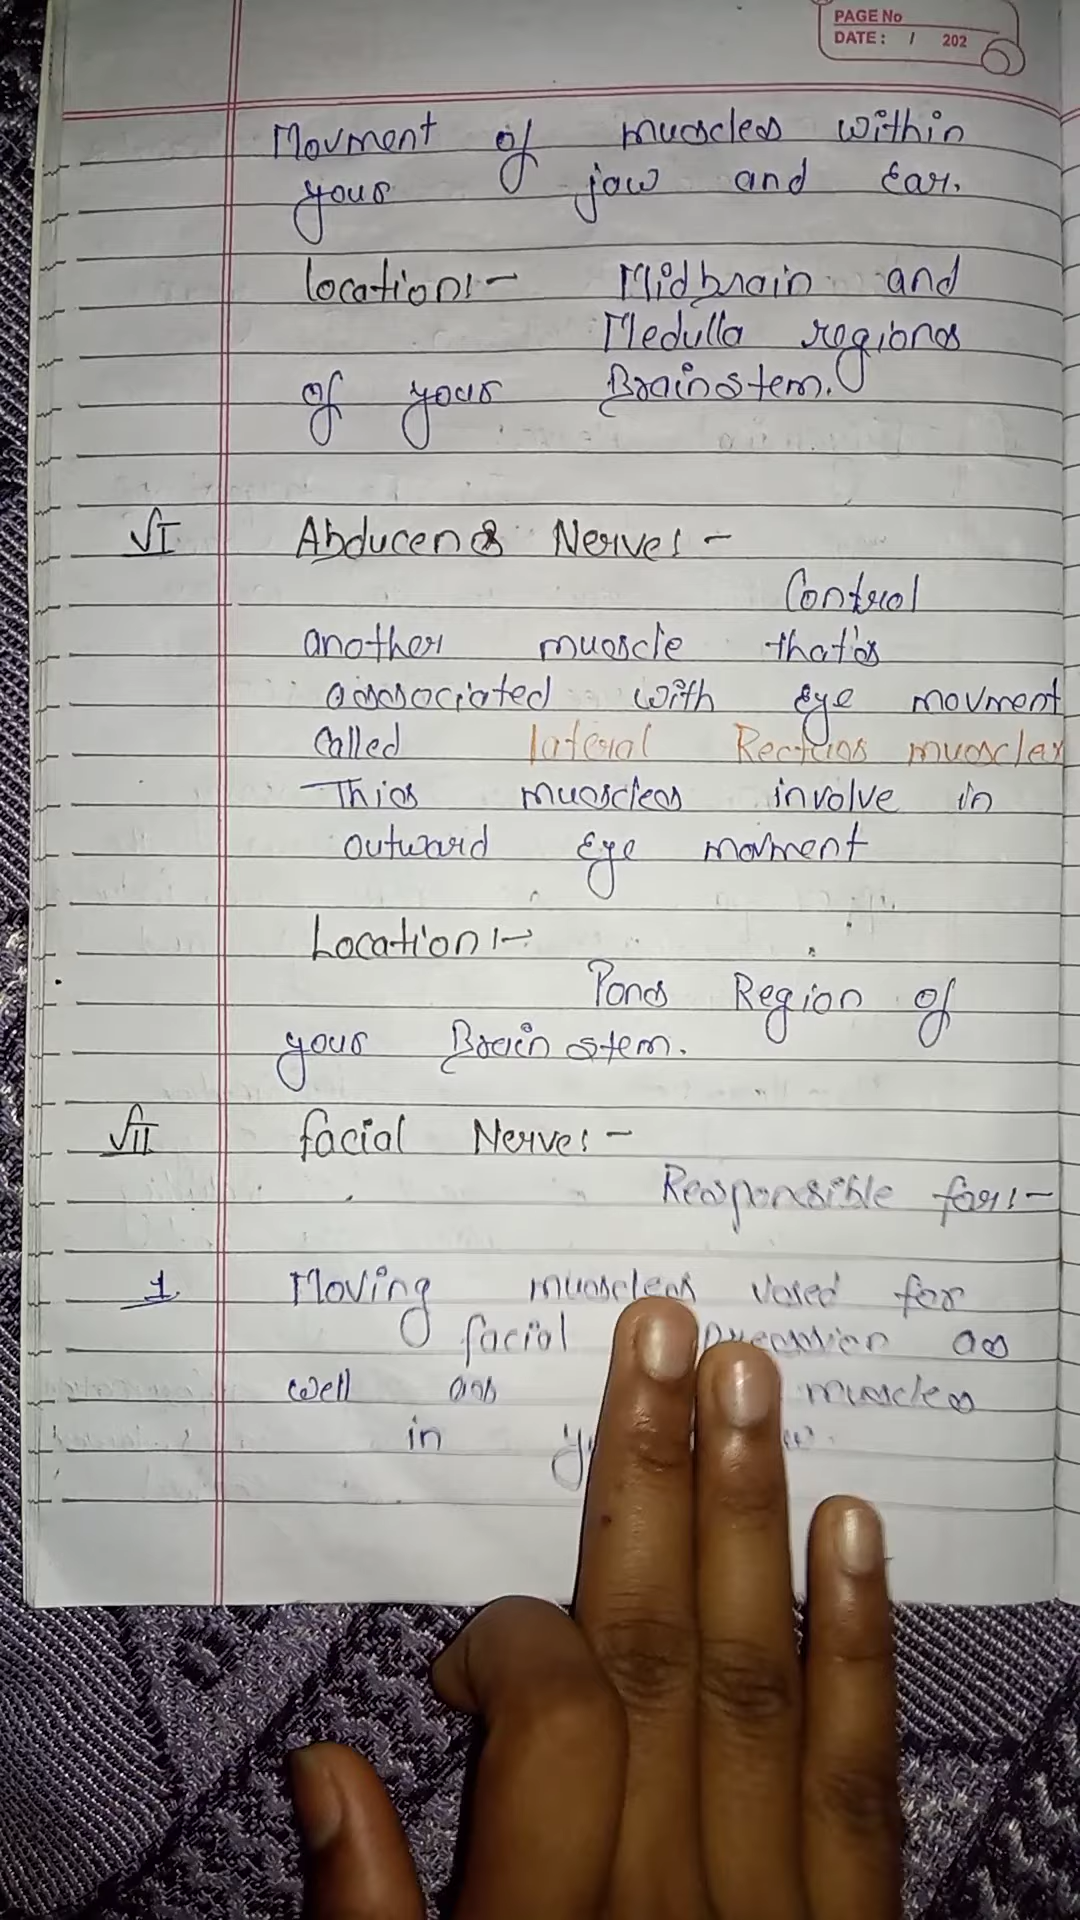 PAGE No
DATE: / 202
Movment of muscles within
your jaw and Ear.
location:- Midbrain and
Medulla regions
of your Brainstem.
VI Abducens Nerve:-
Control
another muscle that's
associated with Eye movment
Called lateral Rectus muscles
This muscles involve in
outward Eye movment
Location:-
Pons Region of
your Brain stem.
VII facial Nerve:-
Responsible for:-
1 Moving muscles Used for
facial as
well as muscles
in